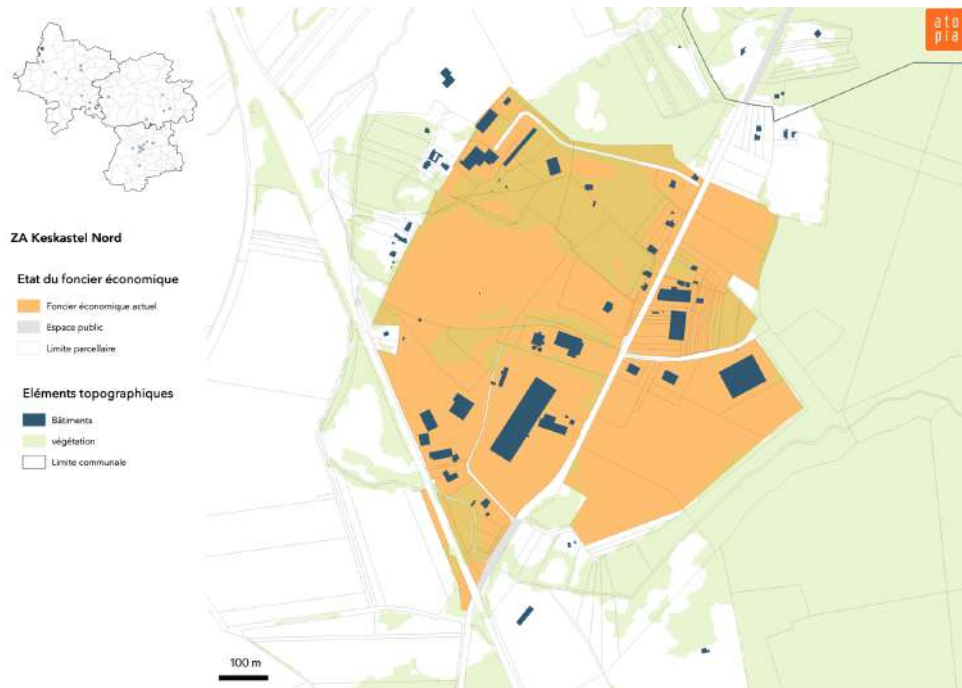 ato
pia
ZA Keskastel Nord
Etat du foncier économique
Foncier économique actuel
Espace public
Limite parcellaire
Eléments topographiques
Bâtiments
végétation
Limite communale
100 m